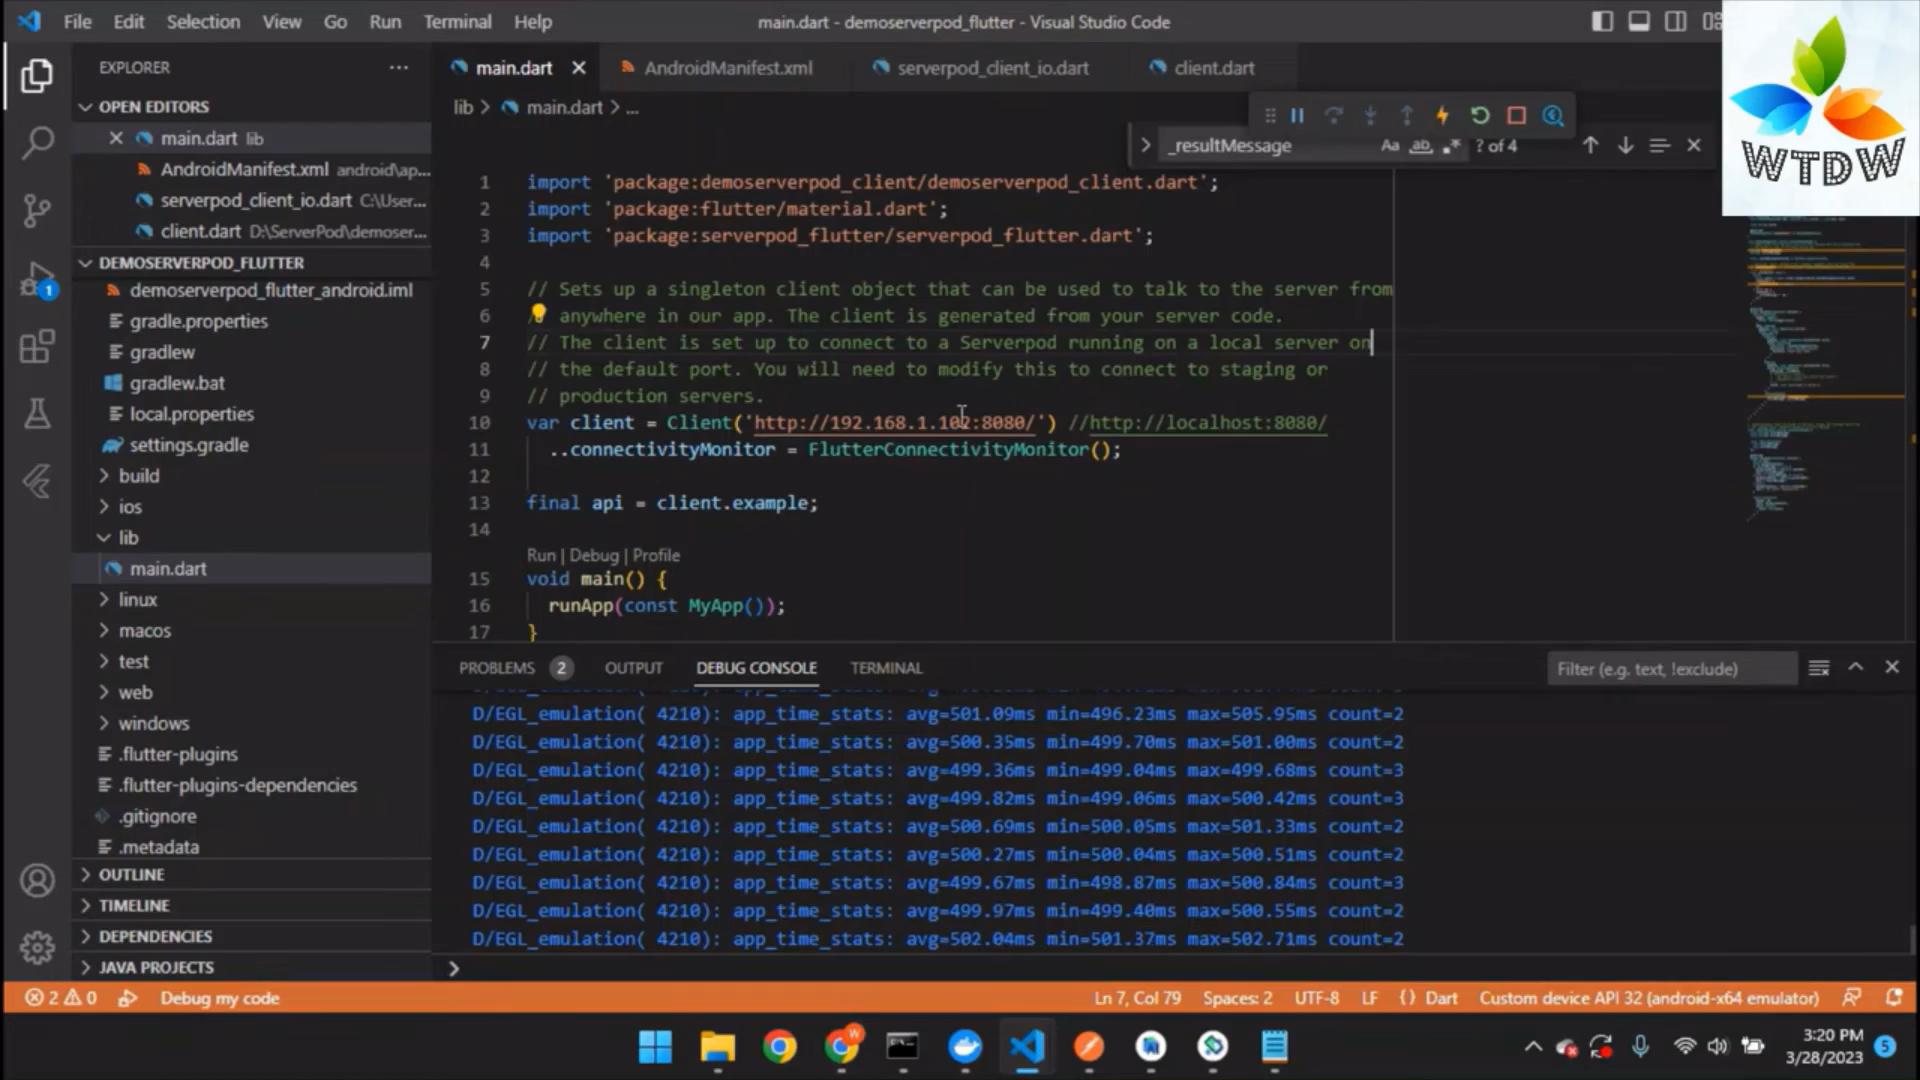 File Edit Selection View Go Run Terminal Help
main.dart - demoserverpod_flutter - Visual Studio Code
WTDW
EXPLORER
main.dart
AndroidManifest.xml
serverpod_client_io.dart
client.dart
OPEN EDITORS
main.dart lib
AndroidManifest.xml android\ap...
serverpod_client_io.dart C:\User...
client.dart D:\ServerPod\demoser...
DEMOSERVERPOD_FLUTTER
demoserverpod_flutter_android.iml
gradle.properties
gradlew
gradlew.bat
local.properties
settings.gradle
build
ios
lib
main.dart
linux
macos
test
web
windows
.flutter-plugins
.flutter-plugins-dependencies
.gitignore
.metadata
OUTLINE
TIMELINE
DEPENDENCIES
JAVA PROJECTS
1
lib > main.dart > ...
_resultMessage Aa ab ? of 4
1 import 'package:demoserverpod_client/demoserverpod_client.dart';
2 import 'package:flutter/material.dart';
3 import 'package:serverpod_flutter/serverpod_flutter.dart';
4
5 // Sets up a singleton client object that can be used to talk to the server from
6 anywhere in our app. The client is generated from your server code.
7 // The client is set up to connect to a Serverpod running on a local server on
8 // the default port. You will need to modify this to connect to staging or
9 // production servers.
10 var client = Client('http://192.168.1.102:8080/') //http://localhost:8080/
11 ..connectivityMonitor = FlutterConnectivityMonitor();
12
13 final api = client.example;
14
Run | Debug | Profile
15 void main() {
16 runApp(const MyApp());
17 }
PROBLEMS 2 OUTPUT DEBUG CONSOLE TERMINAL
Filter (e.g. text, !exclude)
D/EGL_emulation( 4210): app_time_stats: avg=501.09ms min=496.23ms max=505.95ms count=2
D/EGL_emulation( 4210): app_time_stats: avg=500.35ms min=499.70ms max=501.00ms count=2
D/EGL_emulation( 4210): app_time_stats: avg=499.36ms min=499.04ms max=499.68ms count=3
D/EGL_emulation( 4210): app_time_stats: avg=499.82ms min=499.06ms max=500.42ms count=3
D/EGL_emulation( 4210): app_time_stats: avg=500.69ms min=500.05ms max=501.33ms count=2
D/EGL_emulation( 4210): app_time_stats: avg=500.27ms min=500.04ms max=500.51ms count=2
D/EGL_emulation( 4210): app_time_stats: avg=499.67ms min=498.87ms max=500.84ms count=3
D/EGL_emulation( 4210): app_time_stats: avg=499.97ms min=499.40ms max=500.55ms count=2
D/EGL_emulation( 4210): app_time_stats: avg=502.04ms min=501.37ms max=502.71ms count=2
2 0 Debug my code
Ln 7, Col 79 Spaces: 2 UTF-8 LF {} Dart Custom device API 32 (android-x64 emulator)
W
3:20 PM
3/28/2023
5